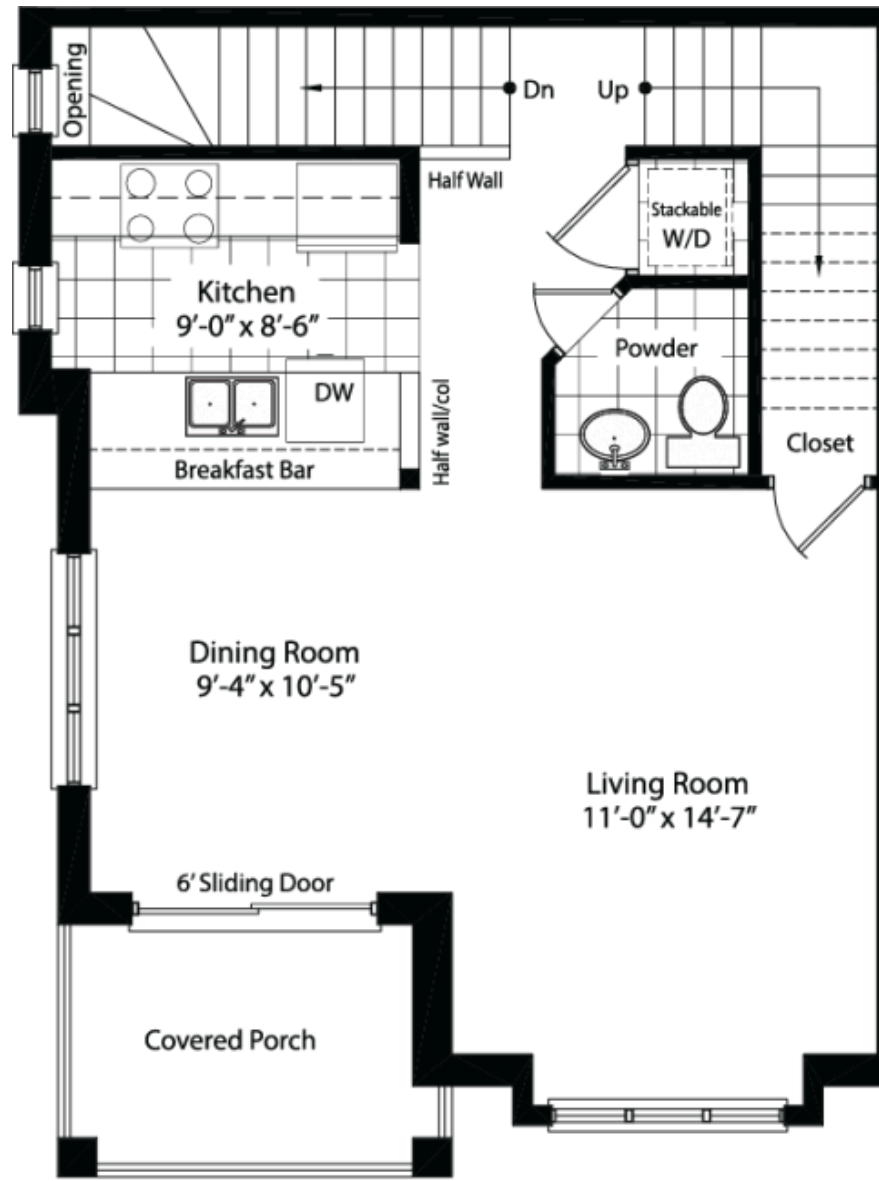 Opening
Dn
Up
Half Wall
Stackable
W/D
Kitchen
9'-0" x 8'-6"
Powder
DW
Half wall/col
Closet
Breakfast Bar
Dining Room
9'-4" x 10'-5"
Living Room
11'-0" x 14'-7"
6' Sliding Door
Covered Porch